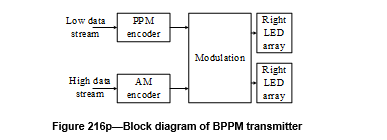 Low data
stream
PPM
encoder
Modulation
Right
LED
array
High data
stream
AM
encoder
Right
LED
array
Figure 216p—Block diagram of BPPM transmitter